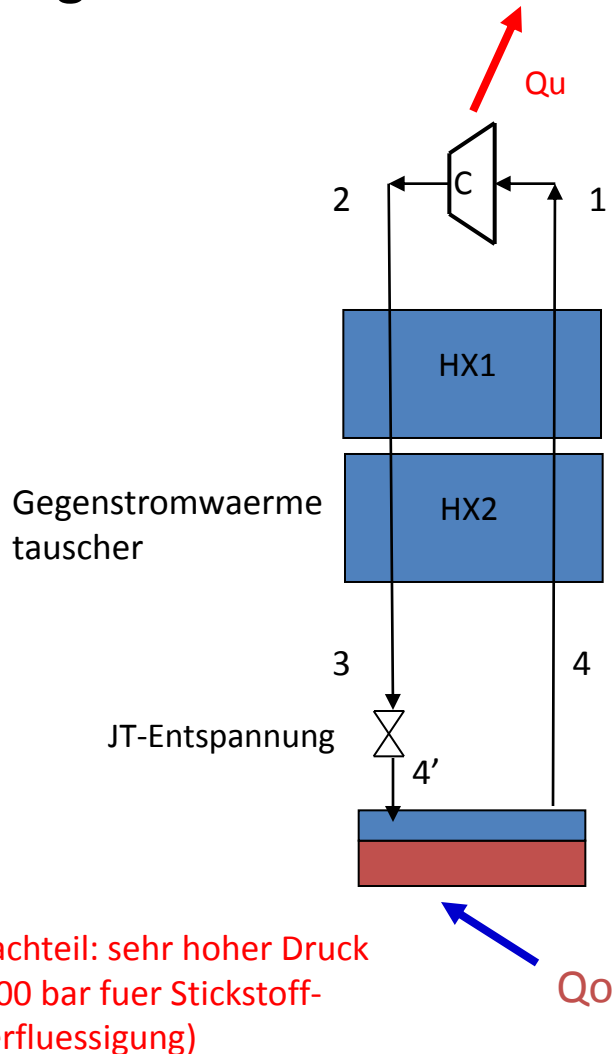 g
Qu
C
2
1
HX1
HX2
Gegenstromwaerme
tauscher
3
4
JT-Entspannung
4’
achteil: sehr hoher Druck
00 bar fuer Stickstoff-
erfluessigung)
Qo